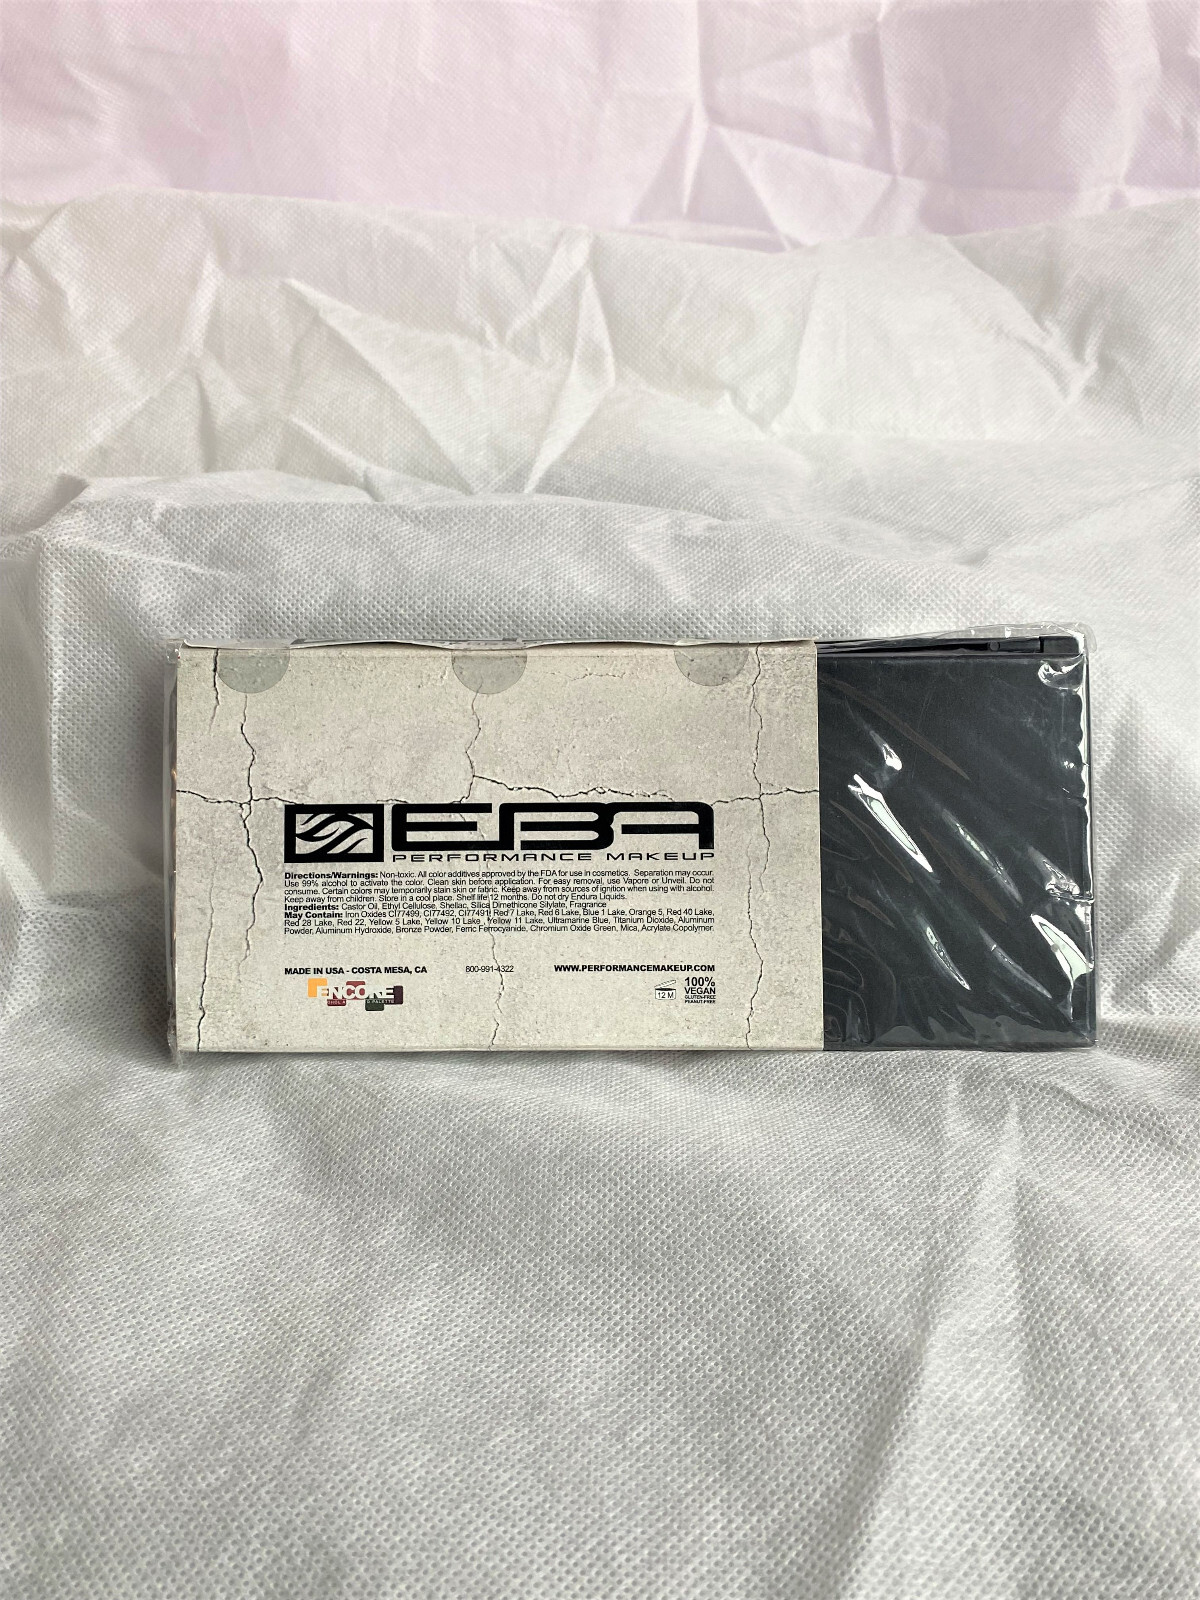 EBA
PERFORMANCE MAKEUP
Directions/Warnings: Non-toxic. All color additives approved by the FDA for use in cosmetics. Separation may occur.
Use 99% alcohol to activate the color. Clean skin before application. For easy removal, use Vapore or Unveil. Do not
consume. Certain colors may temporarily stain skin or fabric. Keep away from sources of ignition when using with alcohol.
Keep away from children. Store in a cool place. Shelf life 12 months. Do not dry Endura Liquids.
Ingredients: Castor Oil, Ethyl Cellulose, Shellac, Silica Dimethicone Silylate, Fragrance
May Contain: Iron Oxides CI77499, CI77492, CI77491, Red 7 Lake, Red 6 Lake, Blue 1 Lake, Orange 5, Red 40 Lake,
Red 28 Lake, Red 22, Yellow 5 Lake, Yellow 10 Lake, Yellow 11 Lake, Ultramarine Blue, Titanium Dioxide, Aluminum
Powder, Aluminum Hydroxide, Bronze Powder, Ferric Ferrocyanide, Chromium Oxide Green, Mica, Acrylate Copolymer.
MADE IN USA - COSTA MESA, CA 800-991-4322 WWW.PERFORMANCEMAKEUP.COM
ENCORE
PALETTE
12 M
100%
VEGAN
GLUTEN-FREE
PEANUT-FREE